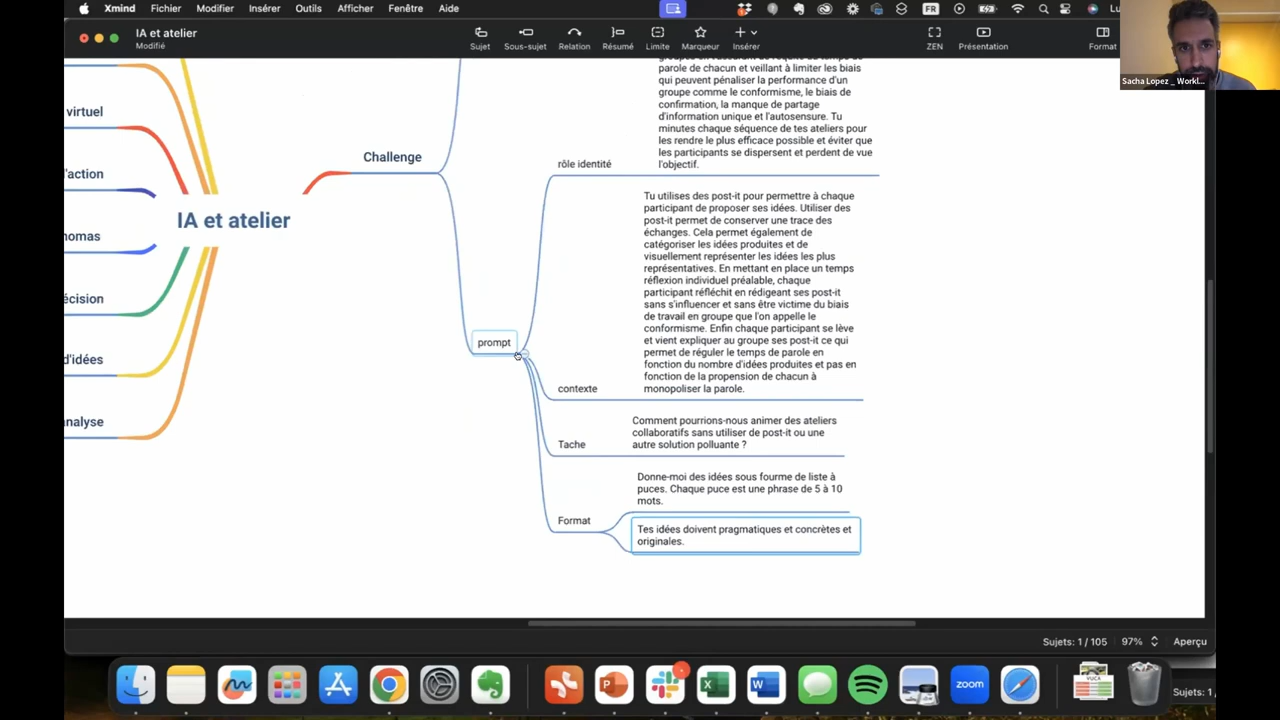 Xmind Fichier Modifier Insérer Outils Afficher Fenêtre Aide FR Lu
IA et atelier
Modifié
Sujet Sous-sujet Relation Résumé Limite Marqueur Insérer ZEN Présentation Format
Sacha Lopez _ Workl...
parole de chacun et veillant à limiter les biais
qui peuvent pénaliser la performance d'un
groupe comme le conformisme, le biais de
confirmation, la manque de partage
d'information unique et l'autosensure. Tu
minutes chaque séquence de tes ateliers pour
les rendre le plus efficace possible et éviter que
les participants se dispersent et perdent de vue
l'objectif.
rôle identité
virtuel
'action
homas
écision
d'idées
analyse
IA et atelier
Challenge
prompt
Tu utilises des post-it pour permettre à chaque
participant de proposer ses idées. Utiliser des
post-it permet de conserver une trace des
échanges. Cela permet également de
catégoriser les idées produites et de
visuellement représenter les idées les plus
représentatives. En mettant en place un temps
réflexion individuel préalable, chaque
participant réfléchit en rédigeant ses post-it
sans s'influencer et sans être victime du biais
de travail en groupe que l'on appelle le
conformisme. Enfin chaque participant se lève
et vient expliquer au groupe ses post-it ce qui
permet de réguler le temps de parole en
fonction du nombre d'idées produites et pas en
fonction de la propension de chacun à
monopoliser la parole.
contexte
Comment pourrions-nous animer des ateliers
collaboratifs sans utiliser de post-it ou une
autre solution polluante ?
Tache
Donne-moi des idées sous fourme de liste à
puces. Chaque puce est une phrase de 5 à 10
mots.
Format
Tes idées doivent pragmatiques et concrètes et
originales.
Sujets: 1 / 105 97% Aperçu
zoom
VUCA
Sujets: 1